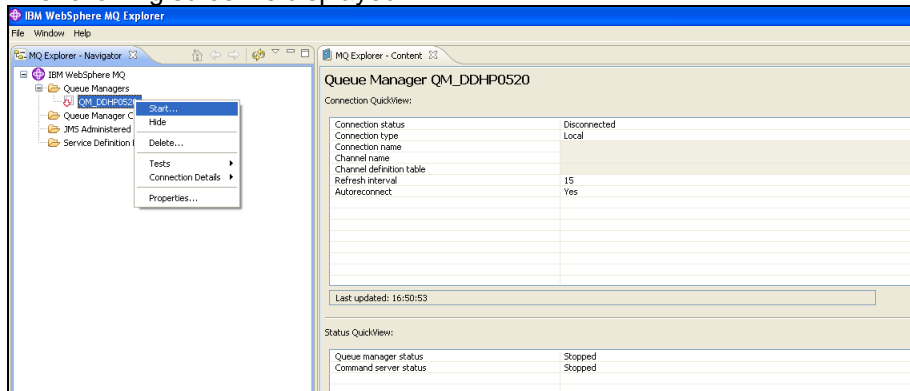 IBM WebSphere MQ Explorer
File Window Help
MQ Explorer - Navigator
IBM WebSphere MQ
Queue Managers
QM_DDHP0520
Queue Manager C
JMS Administered
Service Definition
Start...
Hide
Delete...
Tests
Connection Details
Properties...
MQ Explorer - Content
Queue Manager QM_DDHP0520
Connection QuickView:
Connection status Disconnected
Connection type Local
Connection name
Channel name
Channel definition table
Refresh interval 15
Autoreconnect Yes
Last updated: 16:50:53
Status QuickView:
Queue manager status Stopped
Command server status Stopped